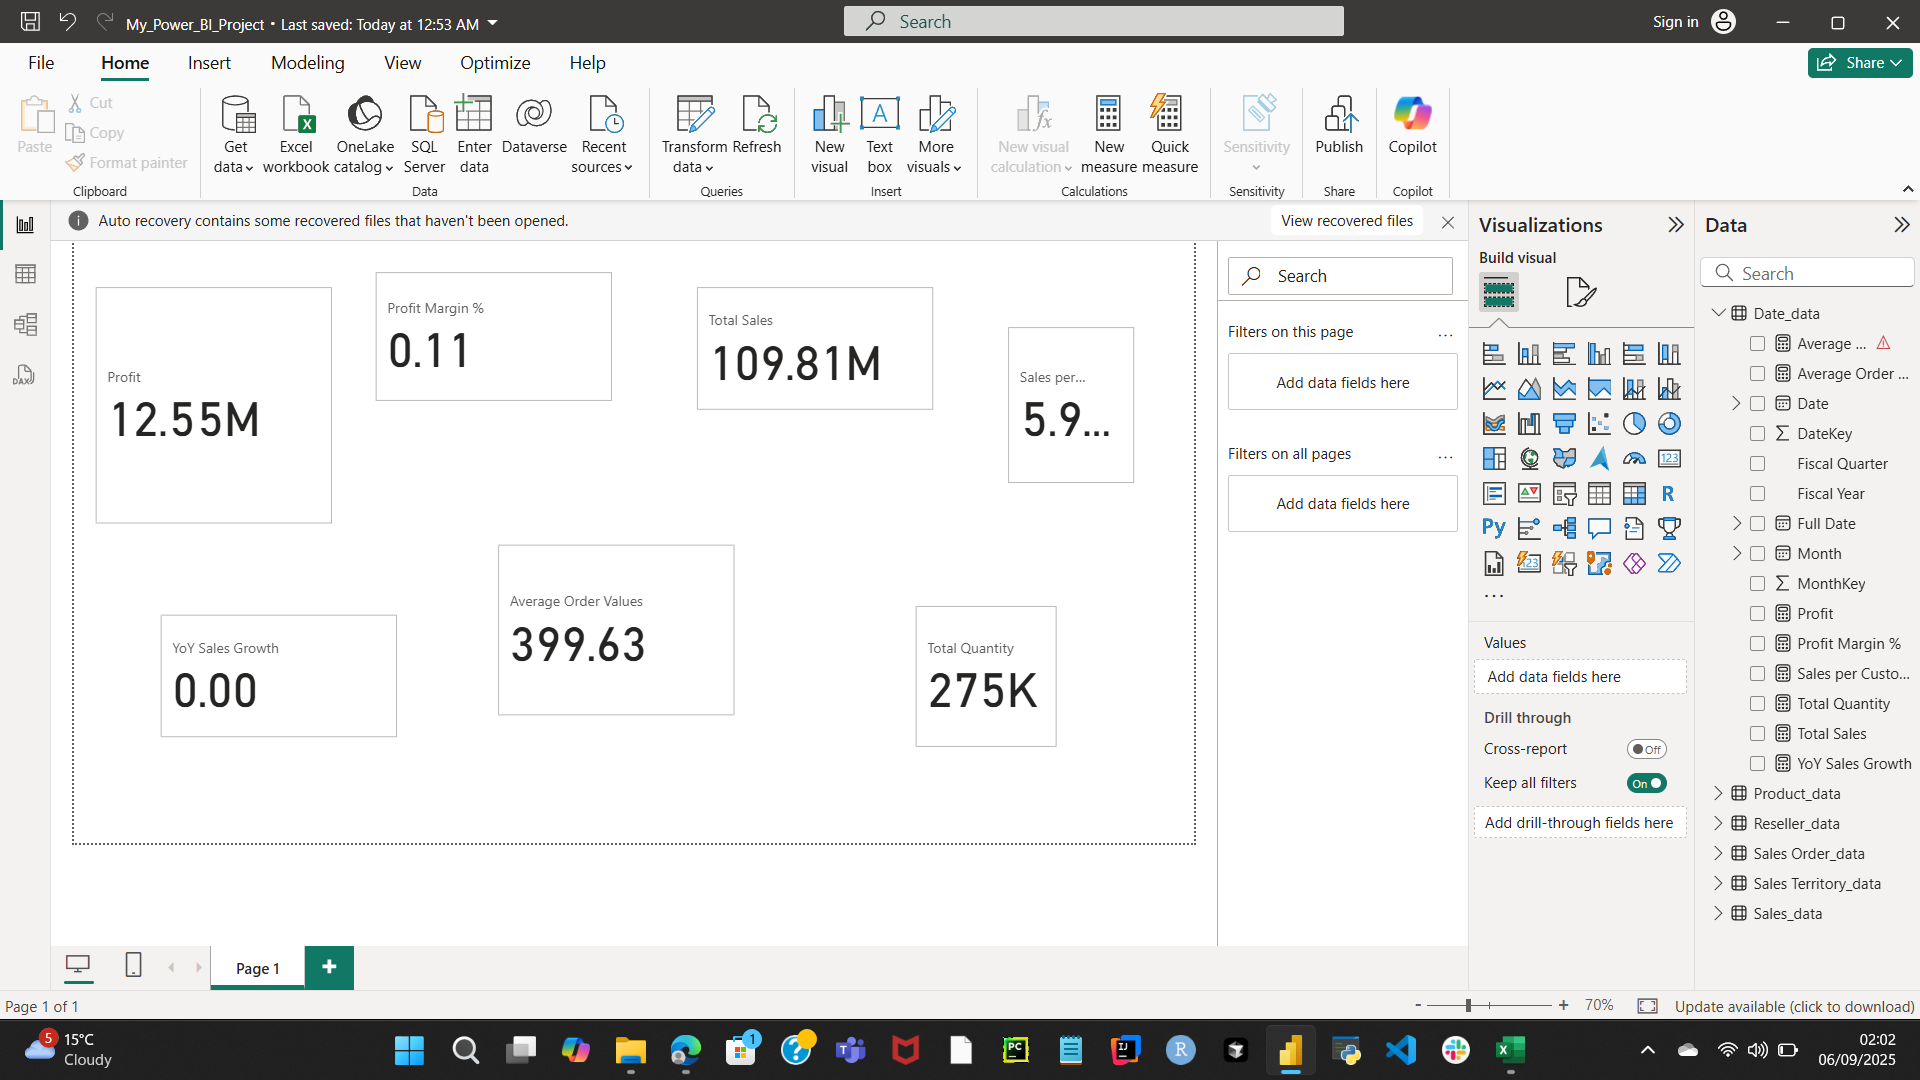 My_Power_BI_Project • Last saved: Today at 12:53 AM
Search
Sign in
File
Home
Insert
Modeling
View
Optimize
Help
Share
Paste
Cut
Copy
Format painter
Clipboard
Get
data
Excel
workbook
OneLake
catalog
SQL
Server
Enter
data
Dataverse
Recent
sources
Data
Transform
data
Refresh
Queries
New
visual
Text
box
More
visuals
Insert
New visual
calculation
New
measure
Quick
measure
Calculations
Sensitivity
Sensitivity
Publish
Share
Copilot
Copilot
Auto recovery contains some recovered files that haven't been opened.
View recovered files
Profit
12.55M
Profit Margin %
0.11
Total Sales
109.81M
Sales per...
5.9...
YoY Sales Growth
0.00
Average Order Values
399.63
Total Quantity
275K
Search
Filters on this page
...
Add data fields here
Filters on all pages
...
Add data fields here
Visualizations
Build visual
123
R
Py
123
...
Values
Add data fields here
Drill through
Cross-report
Off
Keep all filters
On
Add drill-through fields here
Data
Search
Date_data
Average ...
Average Order ...
Date
DateKey
Fiscal Quarter
Fiscal Year
Full Date
Month
MonthKey
Profit
Profit Margin %
Sales per Custo...
Total Quantity
Total Sales
YoY Sales Growth
Product_data
Reseller_data
Sales Order_data
Sales Territory_data
Sales_data
DAX
Page 1
+
Page 1 of 1
- + 70%
Update available (click to download)
5
15°C
Cloudy
1
PC
IJ
R
02:02
06/09/2025